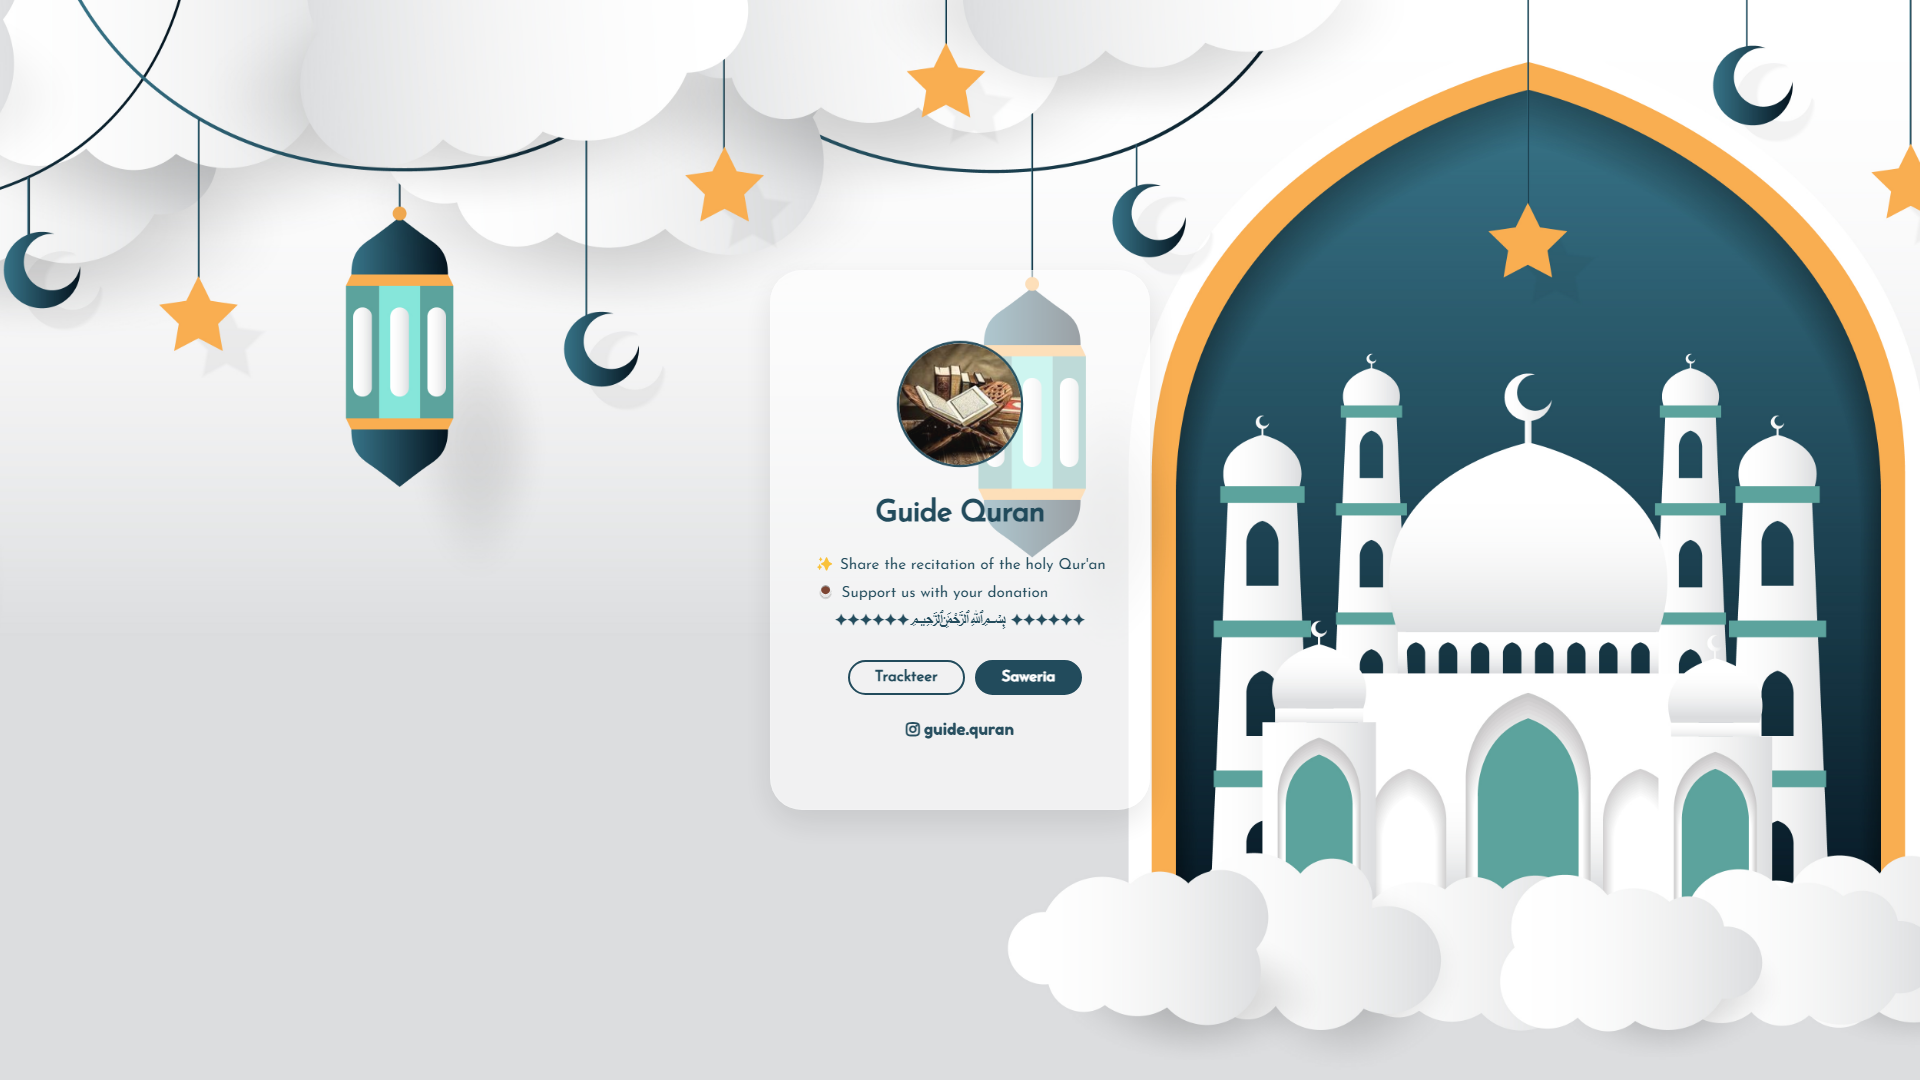 Guide Quran
✨ Share the recitation of the holy Qur'an
☕ Support us with your donation
✦✦✦✦✦✦ بِسْمِ ٱللَّٰهِ ٱلرَّحْمَٰنِ ٱلرَّحِيمِ ✦✦✦✦✦✦
Trackteer
Saweria
guide.quran